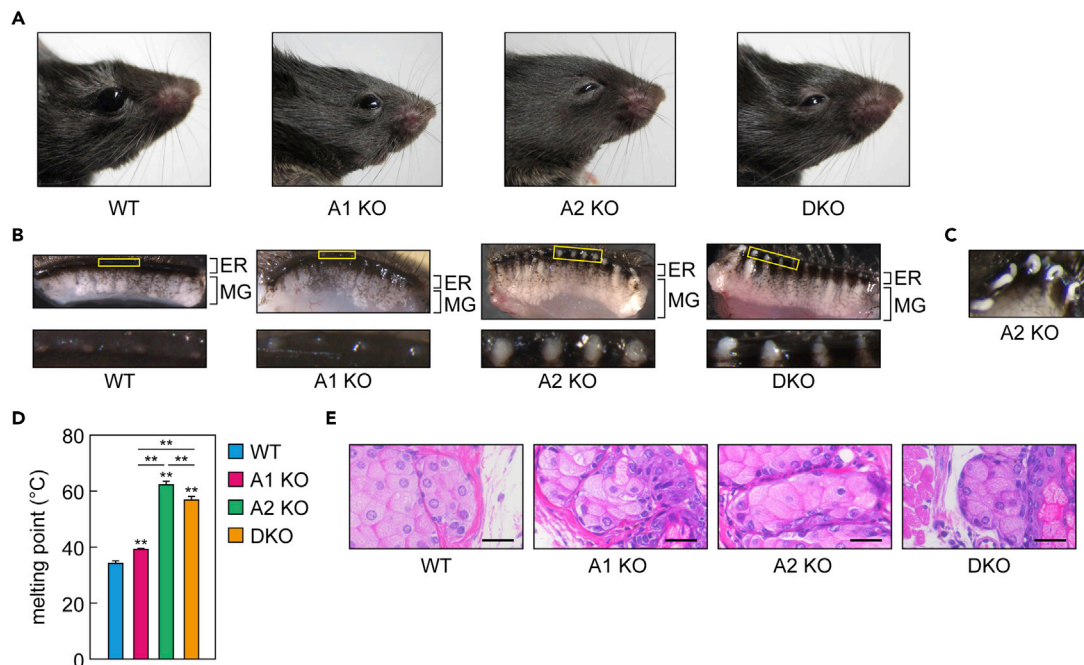 A
WT
A1 KO
A2 KO
DKO
B
ER
MG
ER
MG
ER
MG
ER
MG
WT
A1 KO
A2 KO
DKO
C
A2 KO
D
80
60
40
20
0
melting point (°C)
**
**
**
**
**
**
WT
A1 KO
A2 KO
DKO
E
WT
A1 KO
A2 KO
DKO